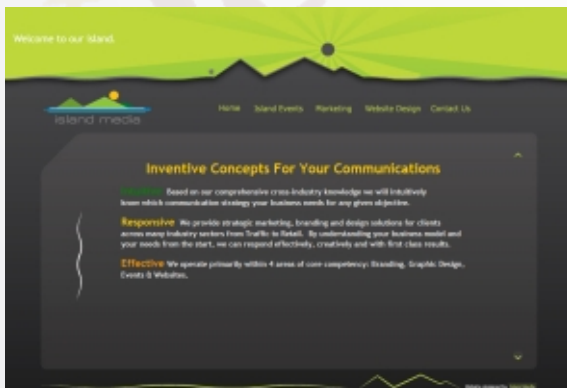 Welcome to our Island.
island media
Home Island Events Marketing Website Design Contact Us
Inventive Concepts For Your Communications
Based on our comprehensive cross-industry knowledge we will intuitively
know which communication strategy your business needs for any given objective.
Responsive We provide strategic marketing, branding and design solutions for clients
across many industry sectors from Traffic to Retail. By understanding your business model and
your needs from the start, we can respond effectively, creatively and with first class results.
Effective We operate primarily within 4 areas of core competency: Branding, Graphic Design,
Events & Websites.